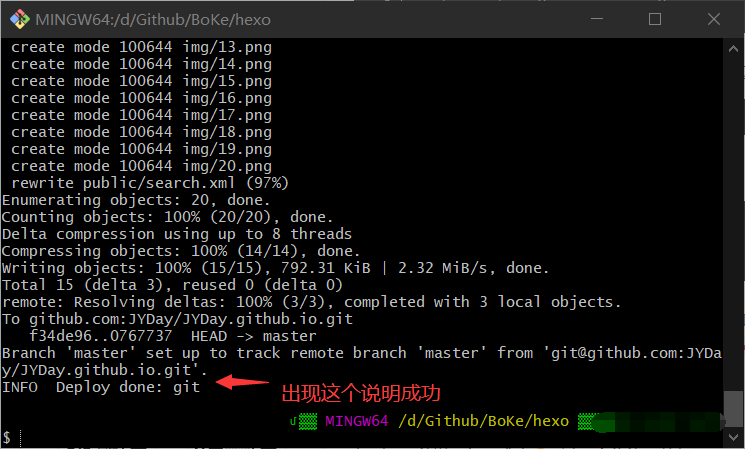 MINGW64:/d/Github/BoKe/hexo
create mode 100644 img/13.png
create mode 100644 img/14.png
create mode 100644 img/15.png
create mode 100644 img/16.png
create mode 100644 img/17.png
create mode 100644 img/18.png
create mode 100644 img/19.png
create mode 100644 img/20.png
rewrite public/search.xml (97%)
Enumerating objects: 20, done.
Counting objects: 100% (20/20), done.
Delta compression using up to 8 threads
Compressing objects: 100% (14/14), done.
Writing objects: 100% (15/15), 792.31 KiB | 2.32 MiB/s, done.
Total 15 (delta 3), reused 0 (delta 0)
remote: Resolving deltas: 100% (3/3), completed with 3 local objects.
To github.com:JYDay/JYDay.github.io.git
f34de96..0767737  HEAD -> master
Branch 'master' set up to track remote branch 'master' from 'git@github.com:JYDa
y/JYDay.github.io.git'.
INFO  Deploy done: git
出现这个说明成功
MINGW64 /d/Github/BoKe/hexo
$